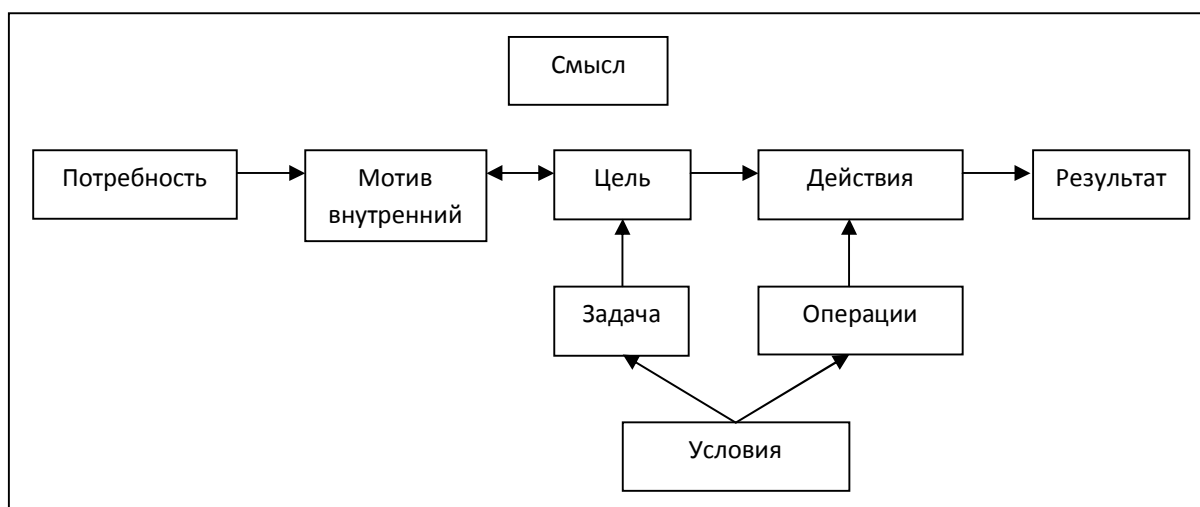 Смысл
Потребность
Мотив
внутренний
Цель
Действия
Результат
Задача
Операции
Условия